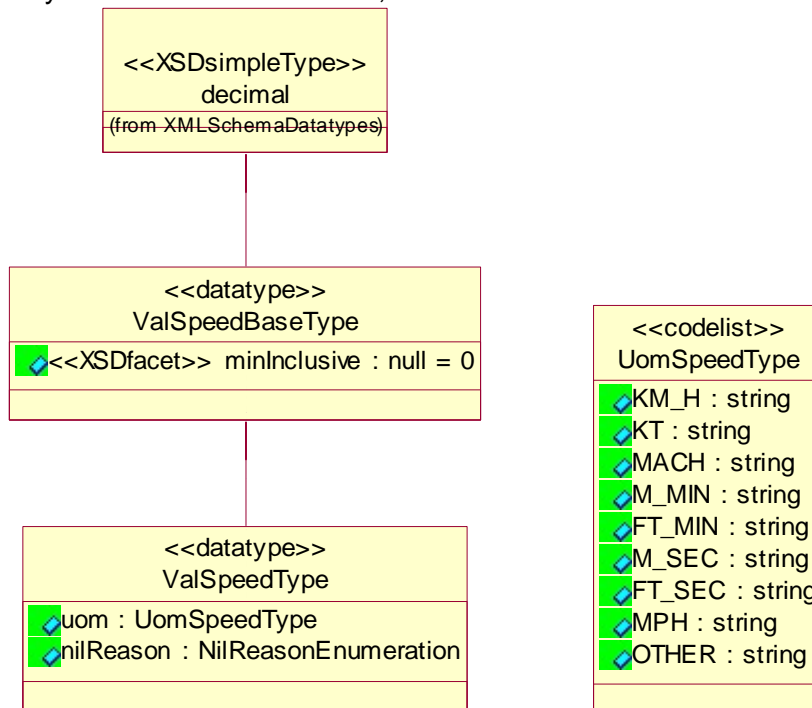 <<XSDsimpleType>>
decimal
(from XMLSchemaDatatypes)
<<datatype>>
ValSpeedBaseType
<<XSDfacet>> minInclusive : null = 0
<<datatype>>
ValSpeedType
uom : UomSpeedType
nilReason : NilReasonEnumeration
<<codelist>>
UomSpeedType
KM_H : string
KT : string
MACH : string
M_MIN : string
FT_MIN : string
M_SEC : string
FT_SEC : string
MPH : string
OTHER : string